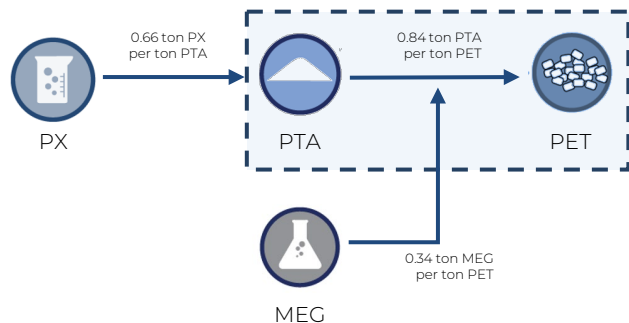 0.66 ton PX
per ton PTA
0.84 ton PTA
per ton PET
PX
PTA
PET
0.34 ton MEG
per ton PET
MEG